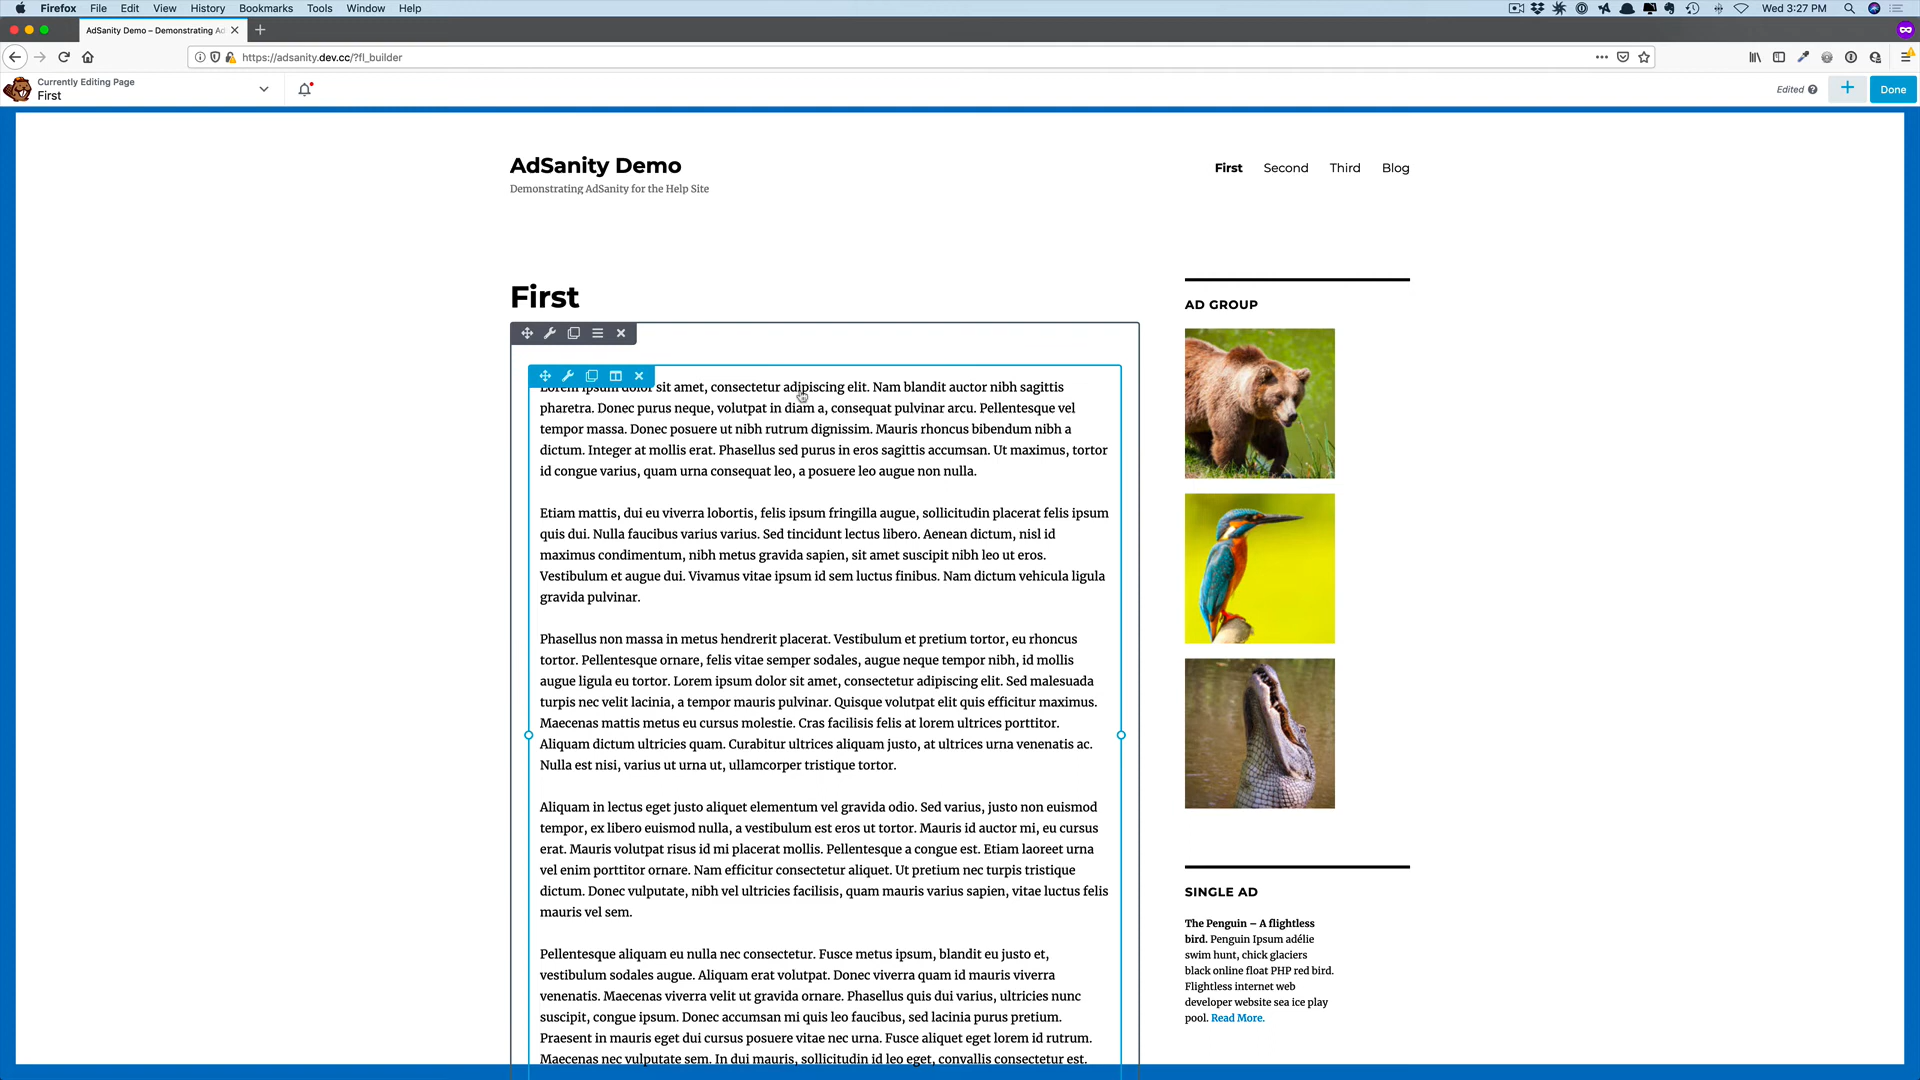 Firefox File Edit View History Bookmarks Tools Window Help Wed 3:27 PM
AdSanity Demo – Demonstrating Ad
https://adsanity.dev.cc/?fl_builder
Currently Editing Page
First
Edited
Done
AdSanity Demo
Demonstrating AdSanity for the Help Site
First Second Third Blog
First
Lorem ipsum dolor sit amet, consectetur adipiscing elit. Nam blandit auctor nibh sagittis
pharetra. Donec purus neque, volutpat in diam a, consequat pulvinar arcu. Pellentesque vel
tempor massa. Donec posuere ut nibh rutrum dignissim. Mauris rhoncus bibendum nibh a
dictum. Integer at mollis erat. Phasellus sed purus in eros sagittis accumsan. Ut maximus, tortor
id congue varius, quam urna consequat leo, a posuere leo augue non nulla.
Etiam mattis, dui eu viverra lobortis, felis ipsum fringilla augue, sollicitudin placerat felis ipsum
quis dui. Nulla faucibus varius varius. Sed tincidunt lectus libero. Aenean dictum, nisl id
maximus condimentum, nibh metus gravida sapien, sit amet suscipit nibh leo ut eros.
Vestibulum et augue dui. Vivamus vitae ipsum id sem luctus finibus. Nam dictum vehicula ligula
gravida pulvinar.
Phasellus non massa in metus hendrerit placerat. Vestibulum et pretium tortor, eu rhoncus
tortor. Pellentesque ornare, felis vitae semper sodales, augue neque tempor nibh, id mollis
augue ligula eu tortor. Lorem ipsum dolor sit amet, consectetur adipiscing elit. Sed malesuada
turpis nec velit lacinia, a tempor mauris pulvinar. Quisque volutpat elit quis efficitur maximus.
Maecenas mattis metus eu cursus molestie. Cras facilisis felis at lorem ultrices porttitor.
Aliquam dictum ultricies quam. Curabitur ultrices aliquam justo, at ultrices urna venenatis ac.
Nulla est nisi, varius ut urna ut, ullamcorper tristique tortor.
Aliquam in lectus eget justo aliquet elementum vel gravida odio. Sed varius, justo non euismod
tempor, ex libero euismod nulla, a vestibulum est eros ut tortor. Mauris id auctor mi, eu cursus
erat. Mauris volutpat risus id mi placerat mollis. Pellentesque a congue est. Etiam laoreet urna
vel enim porttitor ornare. Nam efficitur consectetur aliquet. Ut pretium nec turpis tristique
dictum. Donec vulputate, nibh vel ultricies facilisis, quam mauris varius sapien, vitae luctus felis
mauris vel sem.
Pellentesque aliquam eu nulla nec consectetur. Fusce metus ipsum, blandit eu justo et,
vestibulum sodales augue. Aliquam erat volutpat. Donec viverra quam id mauris viverra
venenatis. Maecenas viverra velit ut gravida ornare. Phasellus quis dui varius, ultricies nunc
suscipit, congue ipsum. Donec accumsan mi quis leo faucibus, sed lacinia purus pretium.
Praesent in mauris eget dui cursus posuere vitae nec urna. Fusce aliquet eget lorem id rutrum.
Maecenas nec vulputate sem. In dui mauris, sollicitudin id leo eget, convallis consectetur est.
AD GROUP
SINGLE AD
The Penguin – A flightless
bird. Penguin Ipsum adélie
swim hunt, chick glaciers
black online float PHP red bird.
Flightless internet web
developer website sea ice play
pool. Read More.